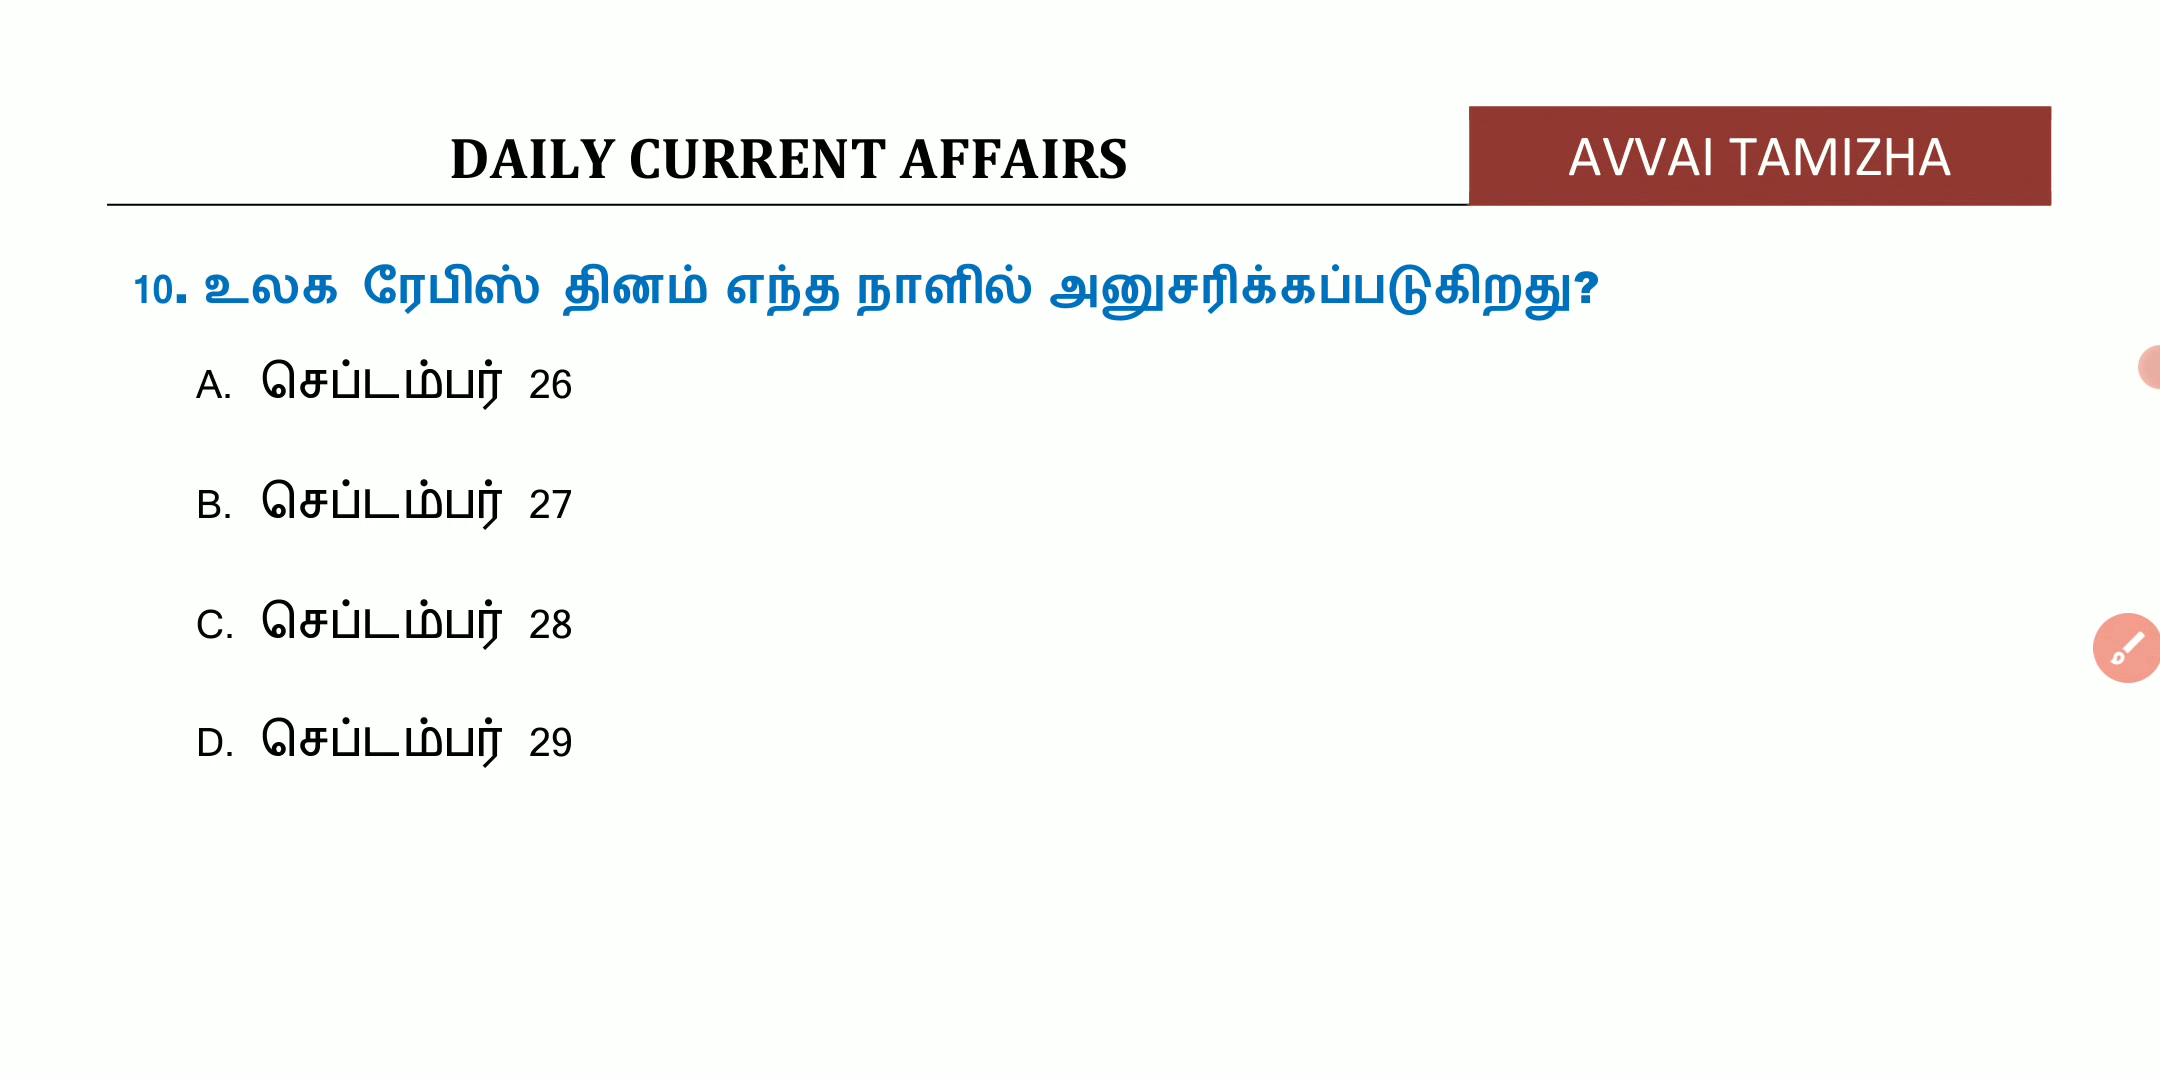 DAILY CURRENT AFFAIRS AVVAI TAMIZHA
10. உலக ரேபிஸ் தினம் எந்த நாளில் அனுசரிக்கப்படுகிறது?
A. செப்டம்பர் 26
B. செப்டம்பர் 27
C. செப்டம்பர் 28
D. செப்டம்பர் 29